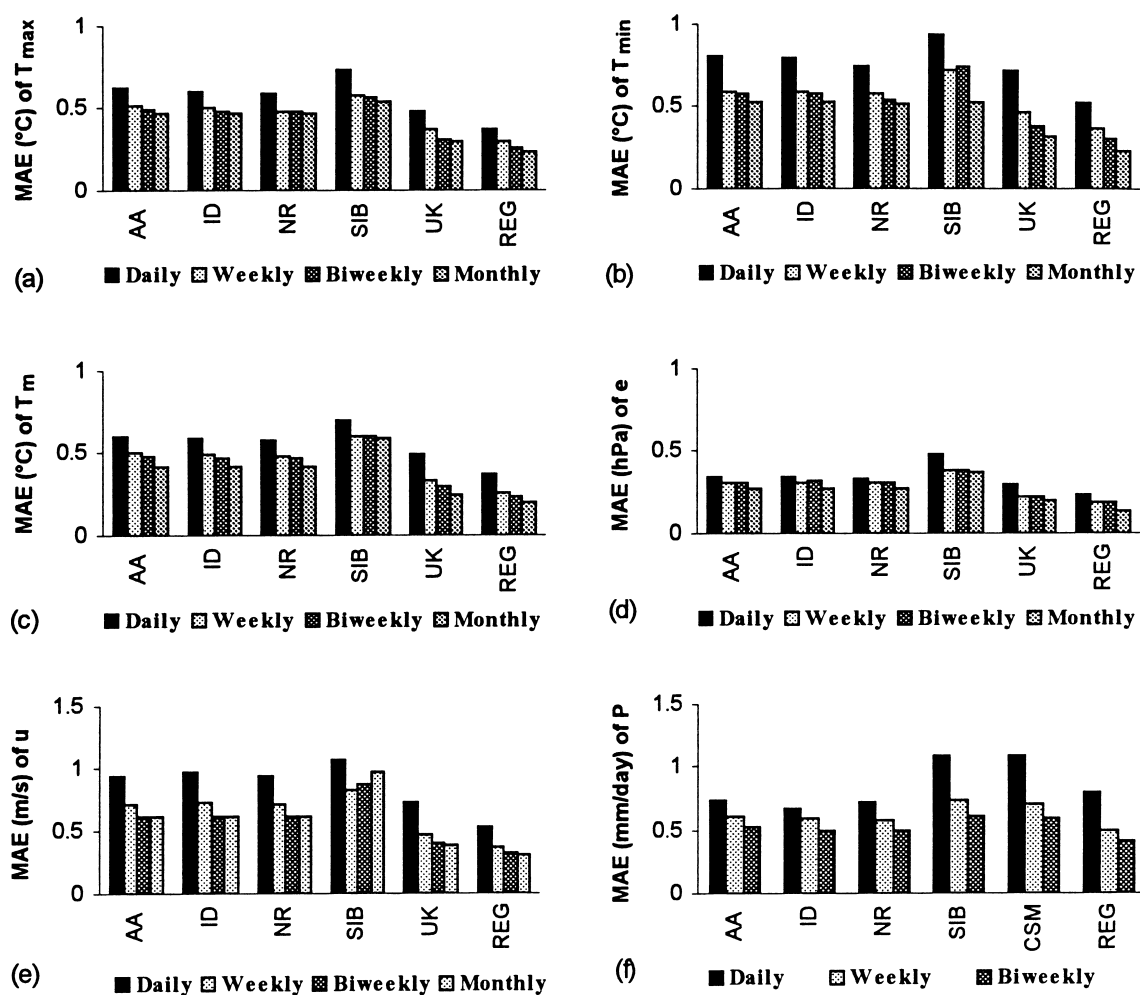 MAE (°C) of Tmax
1
0.5
0
AA ID NR SIB UK REG
(a) Daily Weekly Biweekly Monthly
MAE (°C) of Tmin
1
0.5
0
AA ID NR SIB UK REG
(b) Daily Weekly Biweekly Monthly
MAE (°C) of Tm
1
0.5
0
AA ID NR SIB UK REG
(c) Daily Weekly Biweekly Monthly
MAE (hPa) of e
1
0.5
0
AA ID NR SIB UK REG
(d) Daily Weekly Biweekly Monthly
MAE (m/s) of u
1.5
1
0.5
0
AA ID NR SIB UK REG
(e) Daily Weekly Biweekly Monthly
MAE (mm/day) of P
1.5
1
0.5
0
AA ID NR SIB CSM REG
(f) Daily Weekly Biweekly